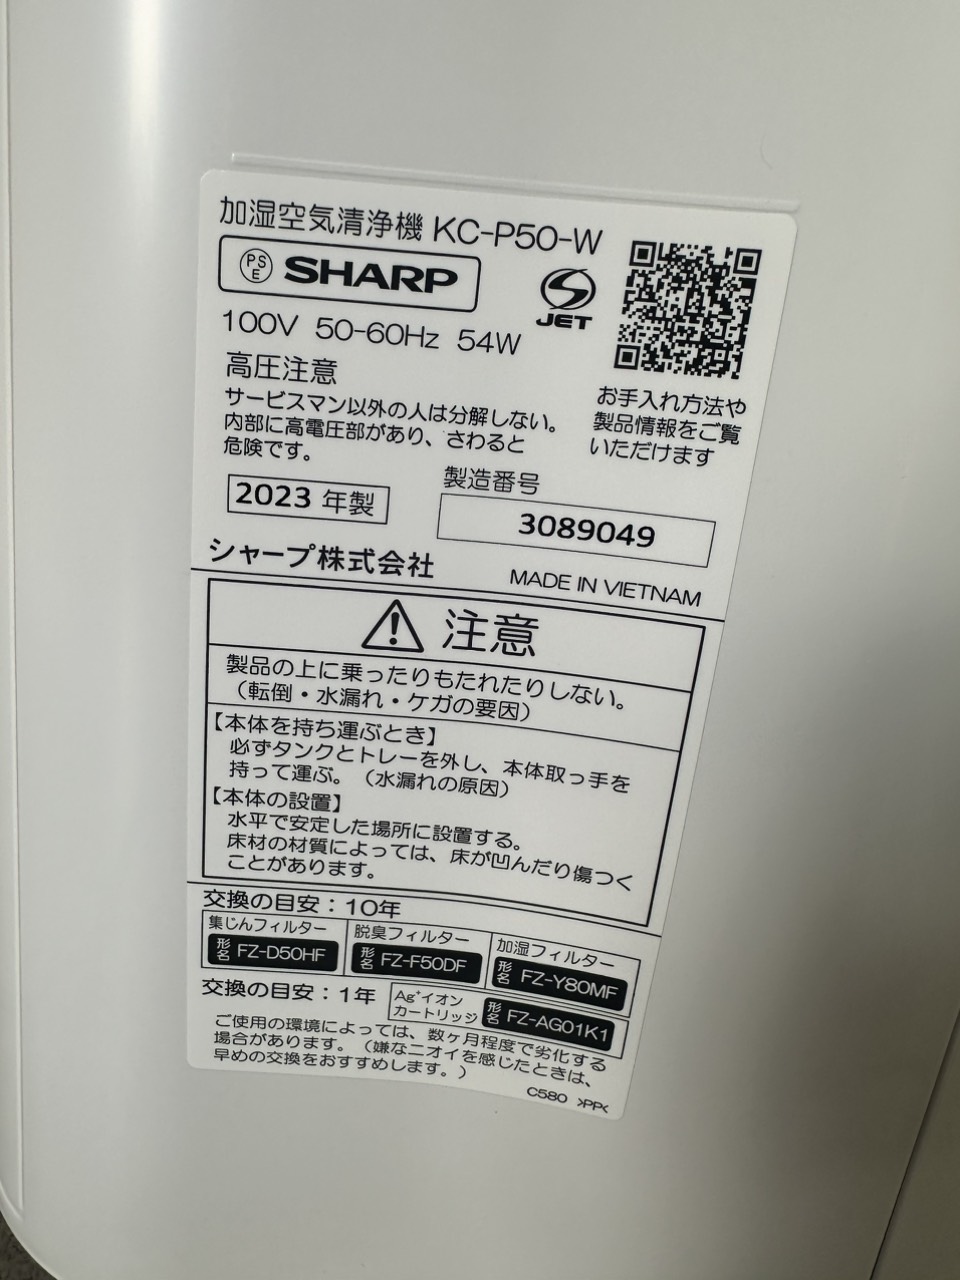 加湿空気清浄機 KC-P50-W
PS
E
SHARP
JET
100V 50-60Hz 54W
高圧注意
サービスマン以外の人は分解しない。
内部に高電圧部があり、さわると
危険です。
お手入れ方法や
製品情報をご覧
いただけます
2023 年製
製造番号
3089049
シャープ株式会社
MADE IN VIETNAM
注意
製品の上に乗ったりもたれたりしない。
（転倒・水漏れ・ケガの要因）
【本体を持ち運ぶとき】
必ずタンクとトレーを外し、本体取っ手を
持って運ぶ。（水漏れの原因）
【本体の設置】
水平で安定した場所に設置する。
床材の材質によっては、床が凹んだり傷つく
ことがあります。
交換の目安：10年
集じんフィルター
形名 FZ-D50HF
脱臭フィルター
形名 FZ-F50DF
加湿フィルター
形名 FZ-Y80MF
交換の目安：1年
Ag⁺イオン
カートリッジ
形名 FZ-AG01K1
ご使用の環境によっては、数ヶ月程度で劣化する
場合があります。（嫌なニオイを感じたときは、
早めの交換をおすすめします。）
C580 >PP<